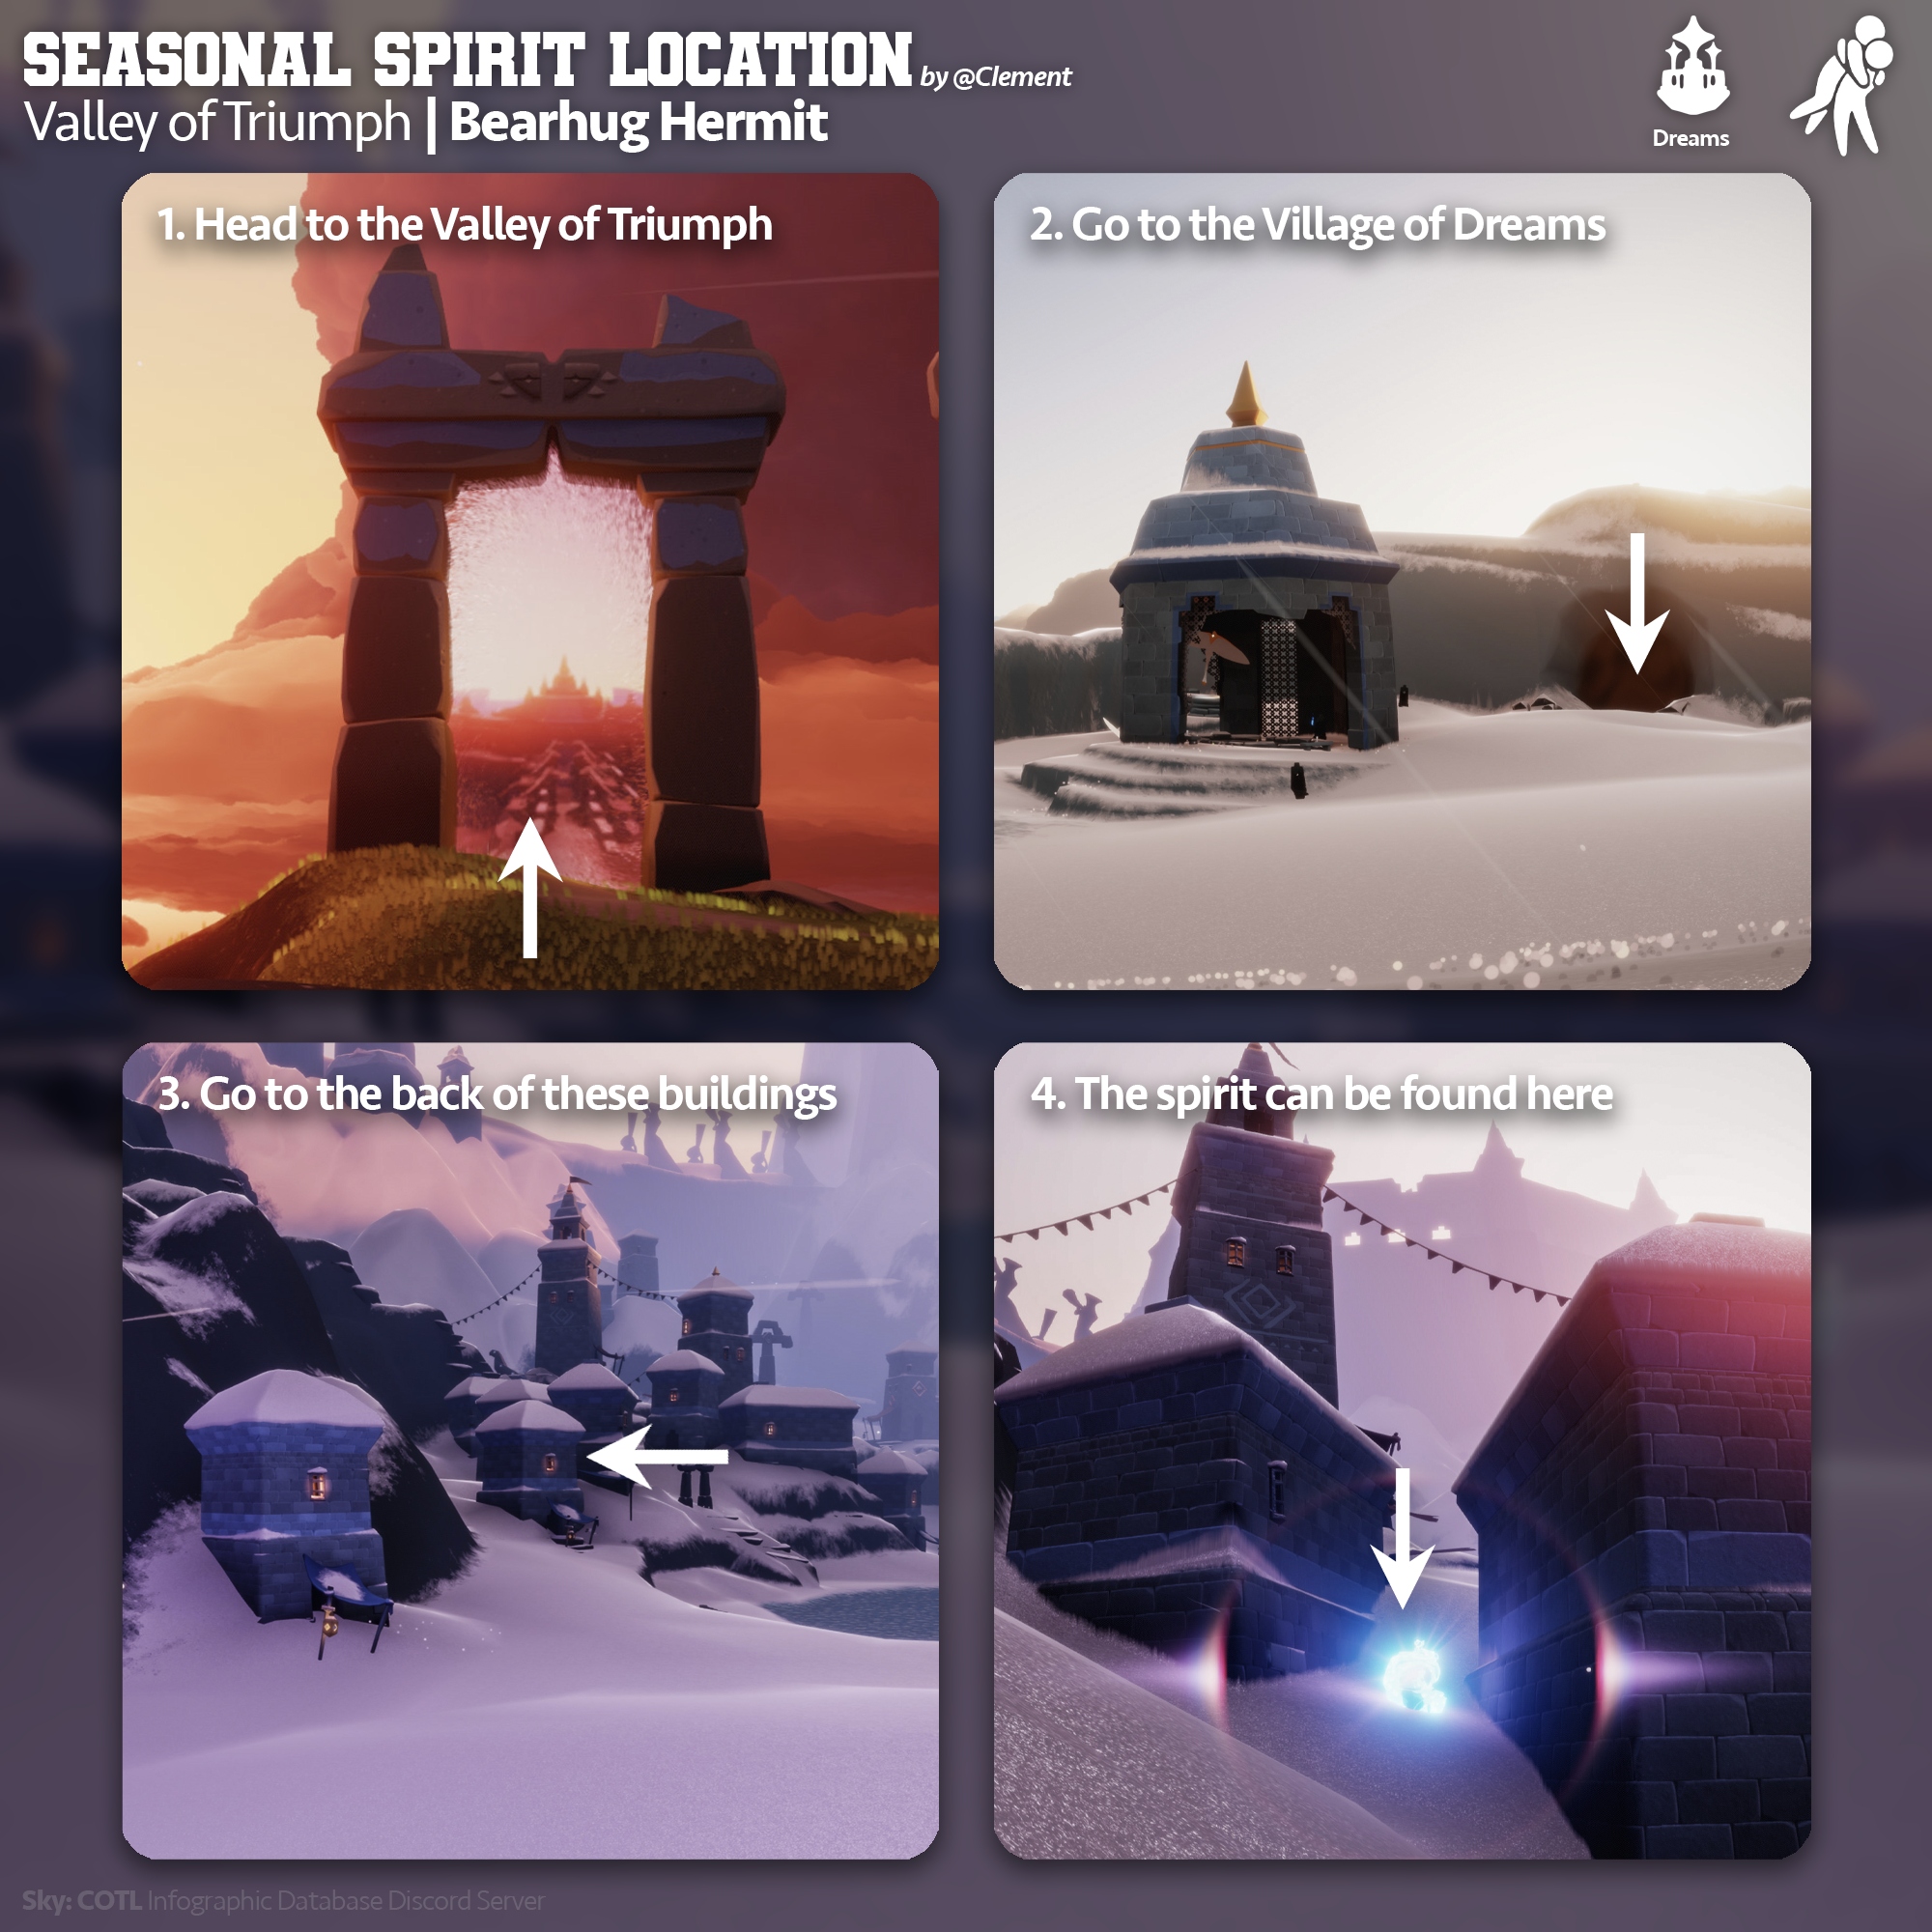 SEASONAL SPIRIT LOCATION by @Clement
Valley of Triumph | Bearhug Hermit
Dreams
1. Head to the Valley of Triumph
2. Go to the Village of Dreams
3. Go to the back of these buildings
4. The spirit can be found here
Sky: COTL Infographic Database Discord Server